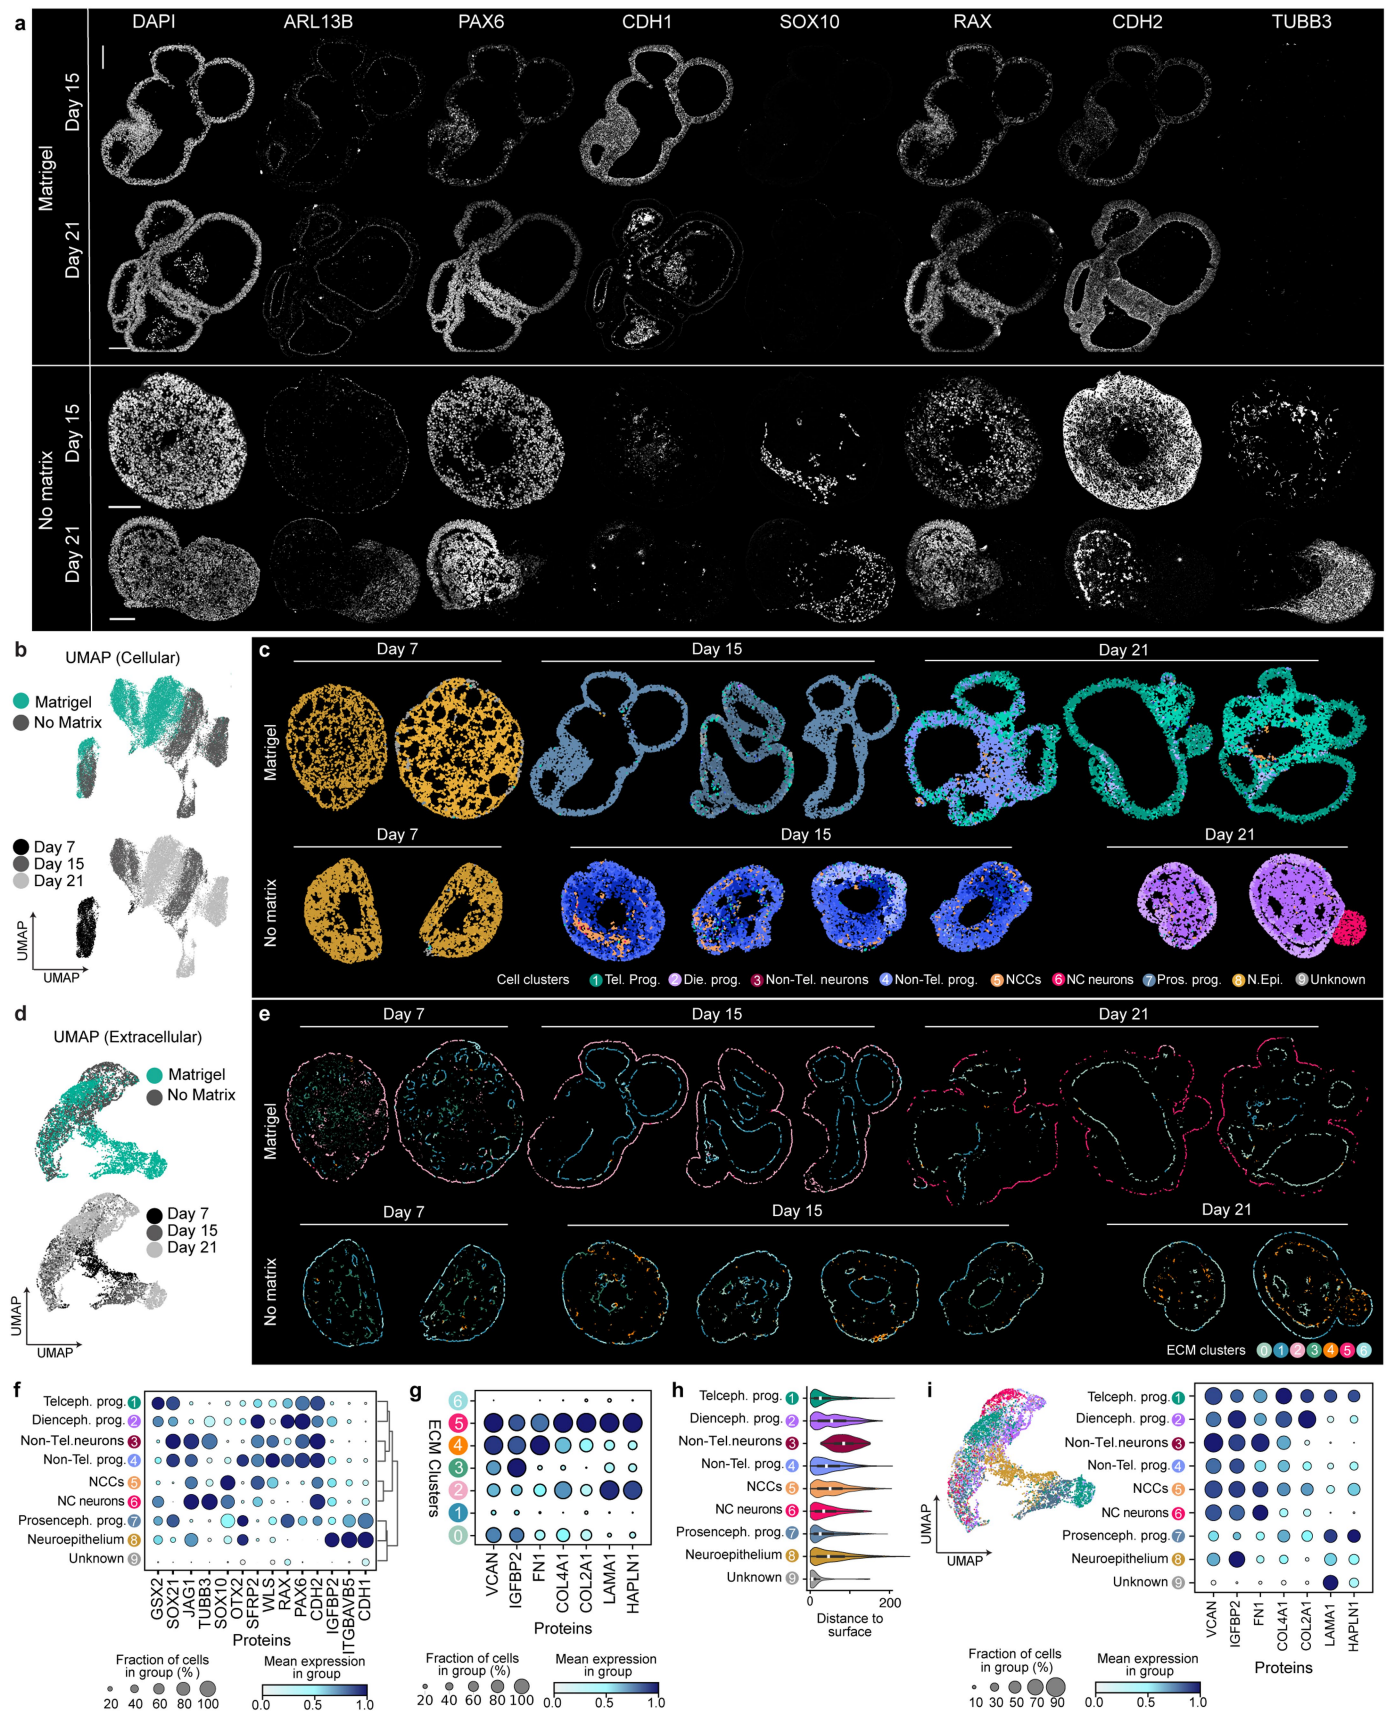 a
DAPI ARL13B PAX6 CDH1 SOX10 RAX CDH2 TUBB3
Matrigel
Day 15
Day 21
No matrix
Day 15
Day 21
b
UMAP (Cellular)
Matrigel
No Matrix
Day 7
Day 15
Day 21
UMAP
UMAP
c
Day 7 Day 15 Day 21
Matrigel
Day 7 Day 15 Day 21
No matrix
Cell clusters 1 Tel. Prog. 2 Die. prog. 3 Non-Tel. neurons 4 Non-Tel. prog. 5 NCCs 6 NC neurons 7 Pros. prog. 8 N.Epi. 9 Unknown
d
UMAP (Extracellular)
Matrigel
No Matrix
Day 7
Day 15
Day 21
UMAP
UMAP
e
Day 7 Day 15 Day 21
Matrigel
Day 7 Day 15 Day 21
No matrix
ECM clusters 0 1 2 3 4 5 6
f
Telceph. prog. 1
Dienceph. prog. 2
Non-Tel.neurons 3
Non-Tel. prog. 4
NCCs 5
NC neurons 6
Prosenceph. prog. 7
Neuroepithelium 8
Unknown 9
GSX2 SOX21 JAG1 TUBB3 SOX10 OTX2 SFRP2 WLS RAX PAX6 CDH2 IGFBP2 ITGBAVB5 CDH1
Proteins
Fraction of cells
in group (%)
20 40 60 80 100
Mean expression
in group
0.0 0.5 1.0
g
ECM Clusters
6
5
4
3
2
1
0
VCAN IGFBP2 FN1 COL4A1 COL2A1 LAMA1 HAPLN1
Proteins
Fraction of cells
in group (%)
20 40 60 80 100
Mean expression
in group
0.0 0.5 1.0
h
Telceph. prog. 1
Dienceph. prog. 2
Non-Tel.neurons 3
Non-Tel. prog. 4
NCCs 5
NC neurons 6
Prosenceph. prog. 7
Neuroepithelium 8
Unknown 9
0 200
Distance to
surface
i
UMAP
UMAP
Telceph. prog. 1
Dienceph. prog. 2
Non-Tel.neurons 3
Non-Tel. prog. 4
NCCs 5
NC neurons 6
Prosenceph. prog. 7
Neuroepithelium 8
Unknown 9
VCAN IGFBP2 FN1 COL4A1 COL2A1 LAMA1 HAPLN1
Proteins
Fraction of cells
in group (%)
10 30 50 70 90
Mean expression
in group
0.0 0.5 1.0